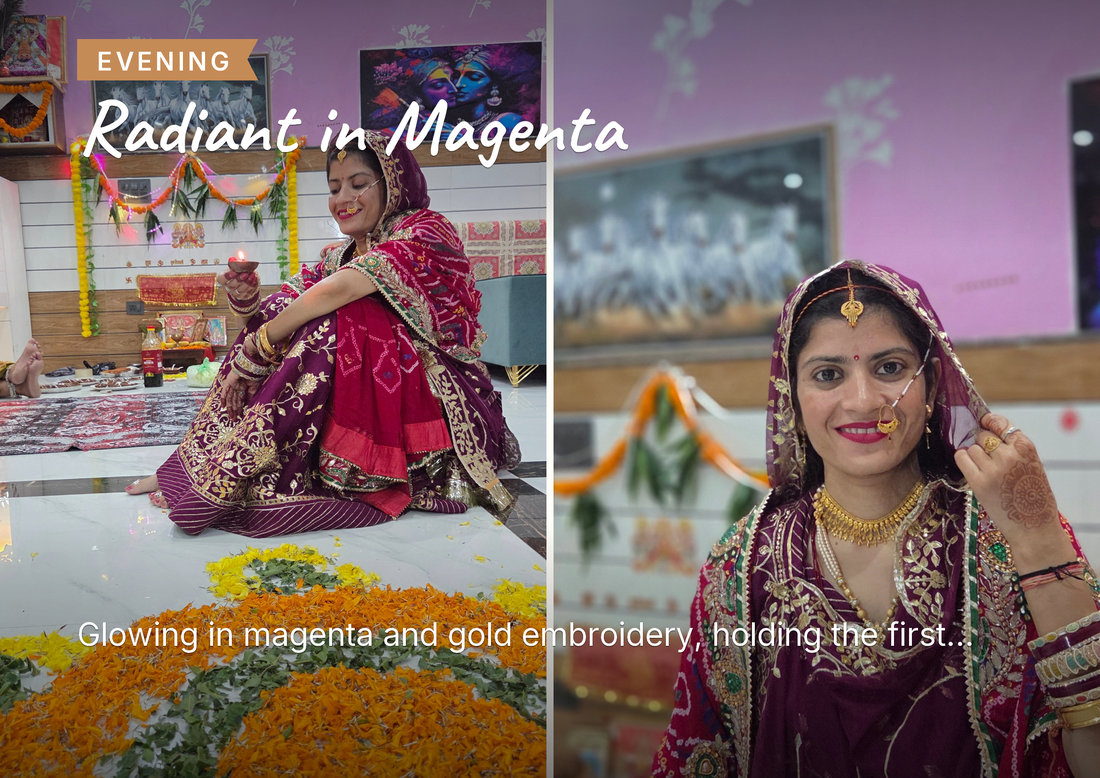 EVENING
Radiant in Magenta
Glowing in magenta and gold embroidery, holding the first...